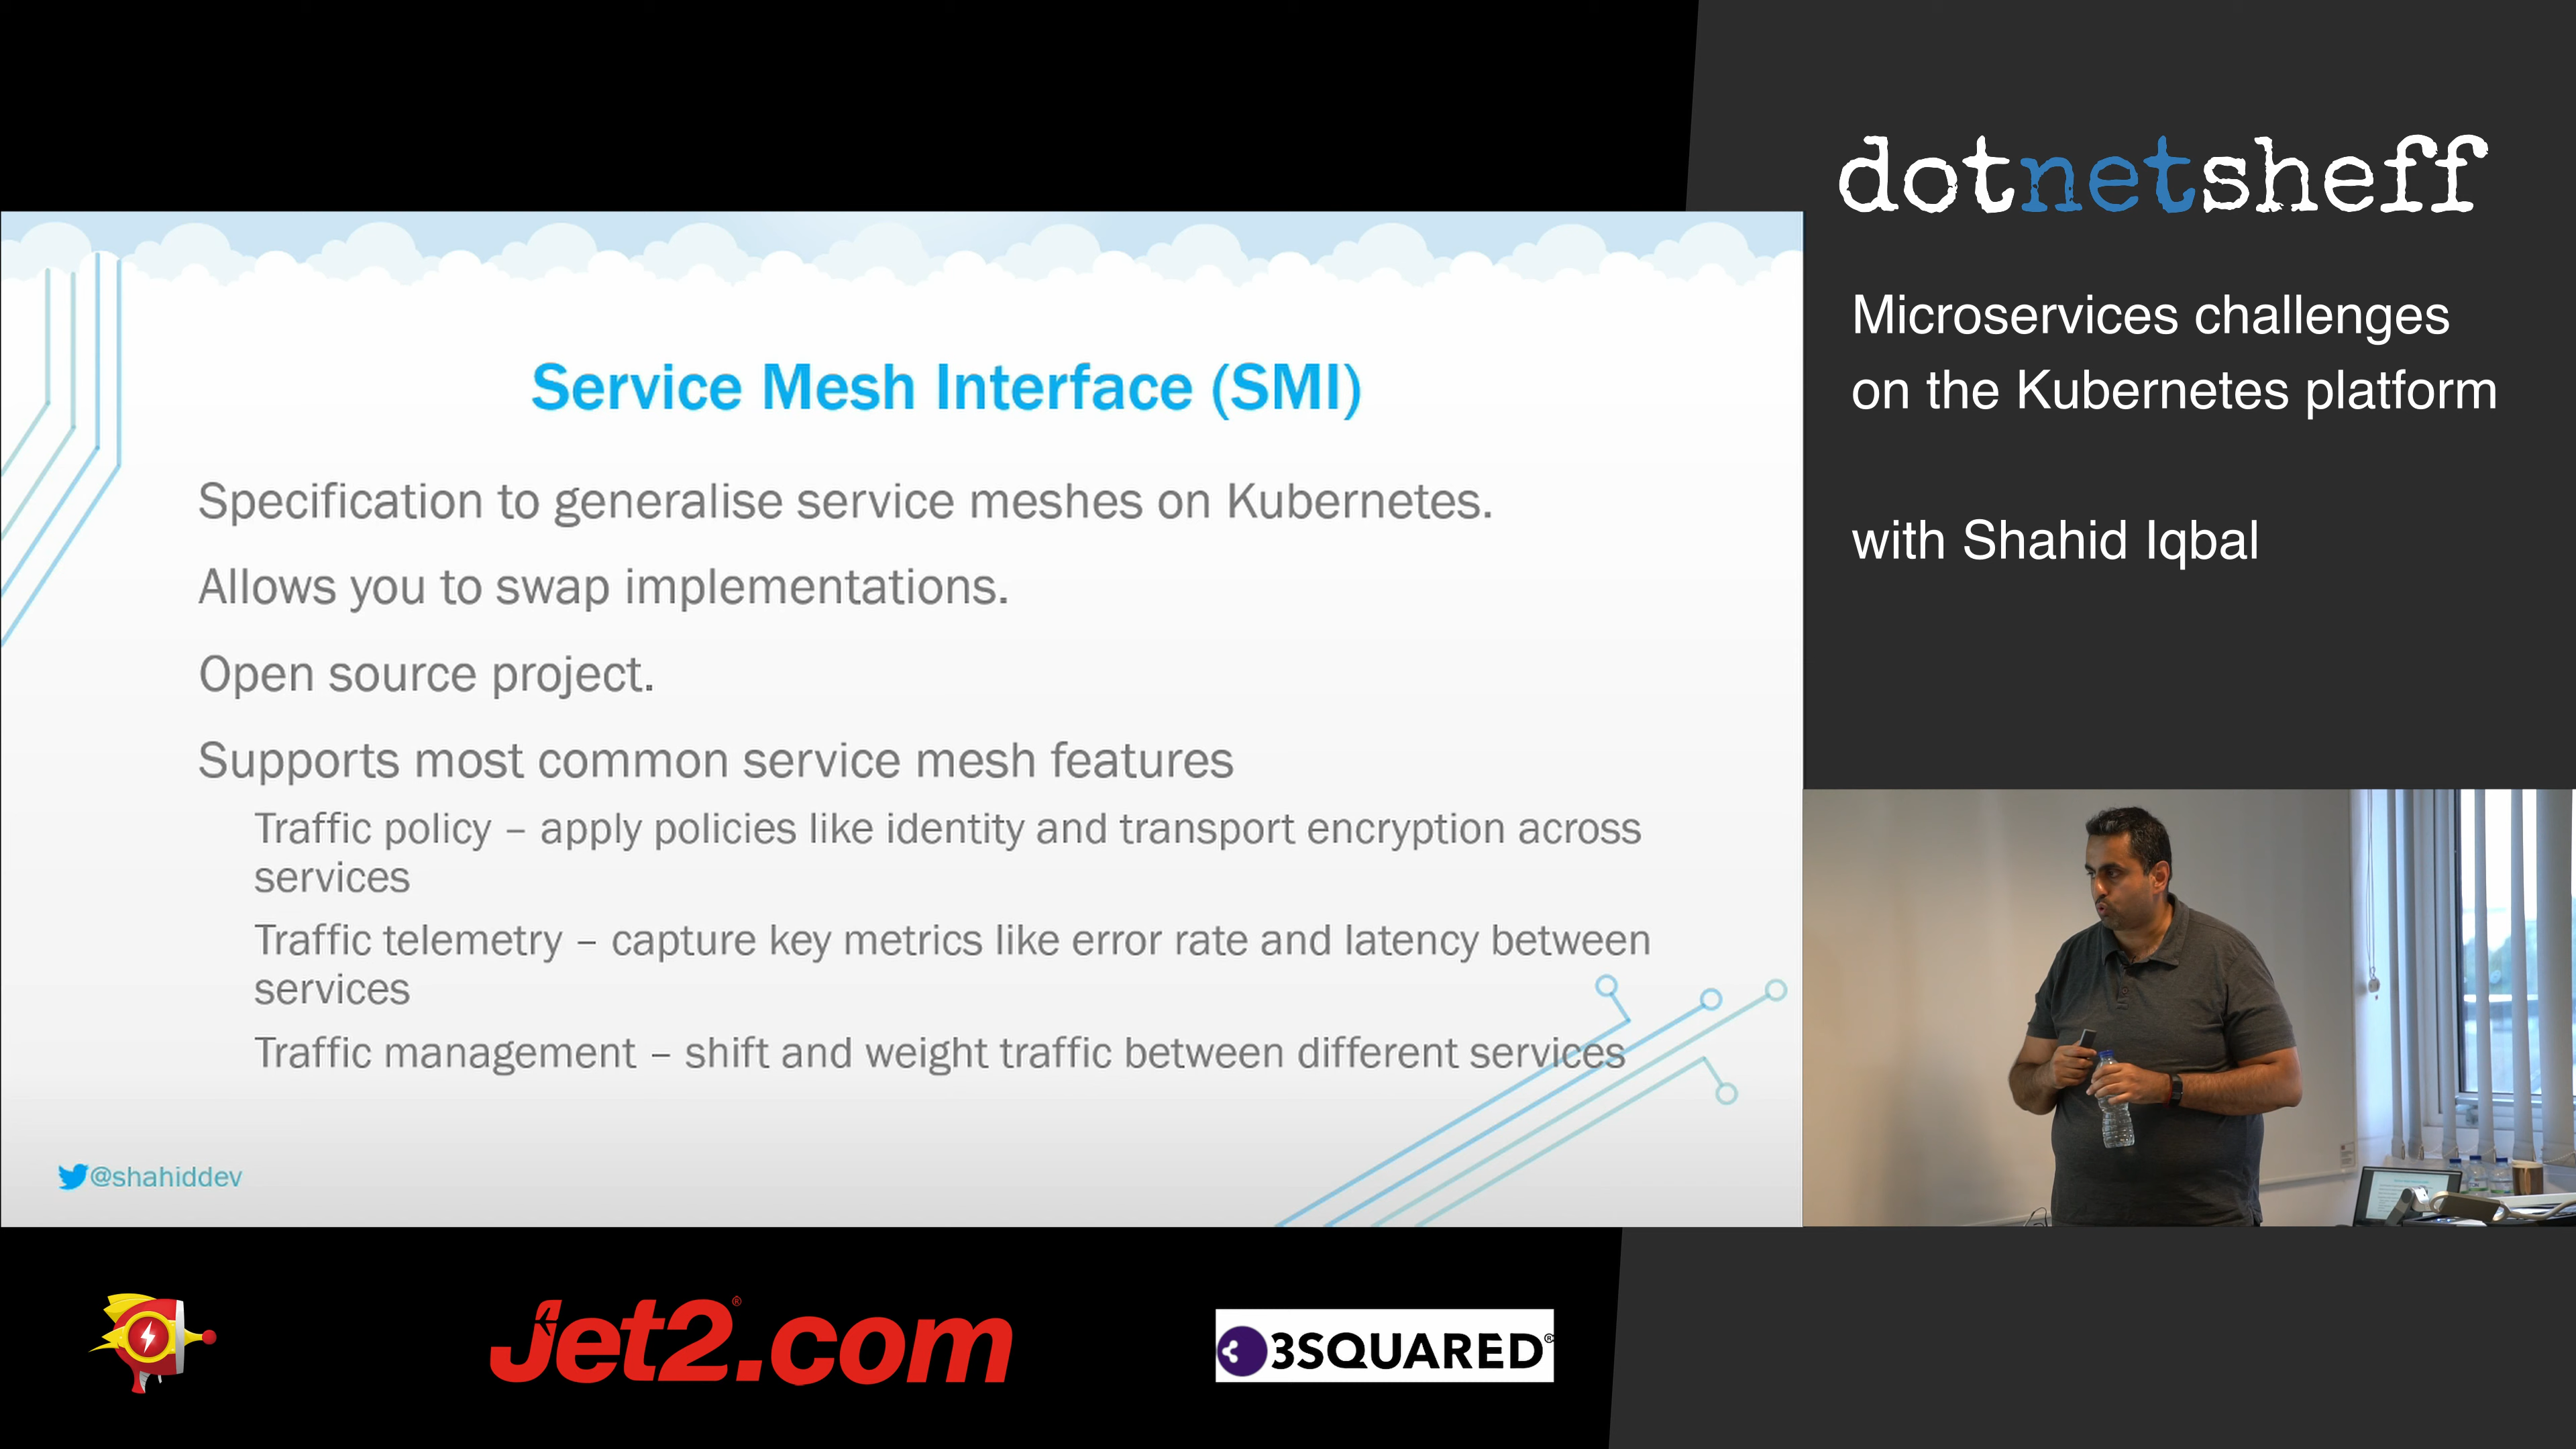 dotnetsheff
Microservices challenges
on the Kubernetes platform
with Shahid Iqbal
Service Mesh Interface (SMI)
Specification to generalise service meshes on Kubernetes.
Allows you to swap implementations.
Open source project.
Supports most common service mesh features
Traffic policy – apply policies like identity and transport encryption across
services
Traffic telemetry – capture key metrics like error rate and latency between
services
Traffic management – shift and weight traffic between different services
@shahiddev
Jet2.com®
3SQUARED®